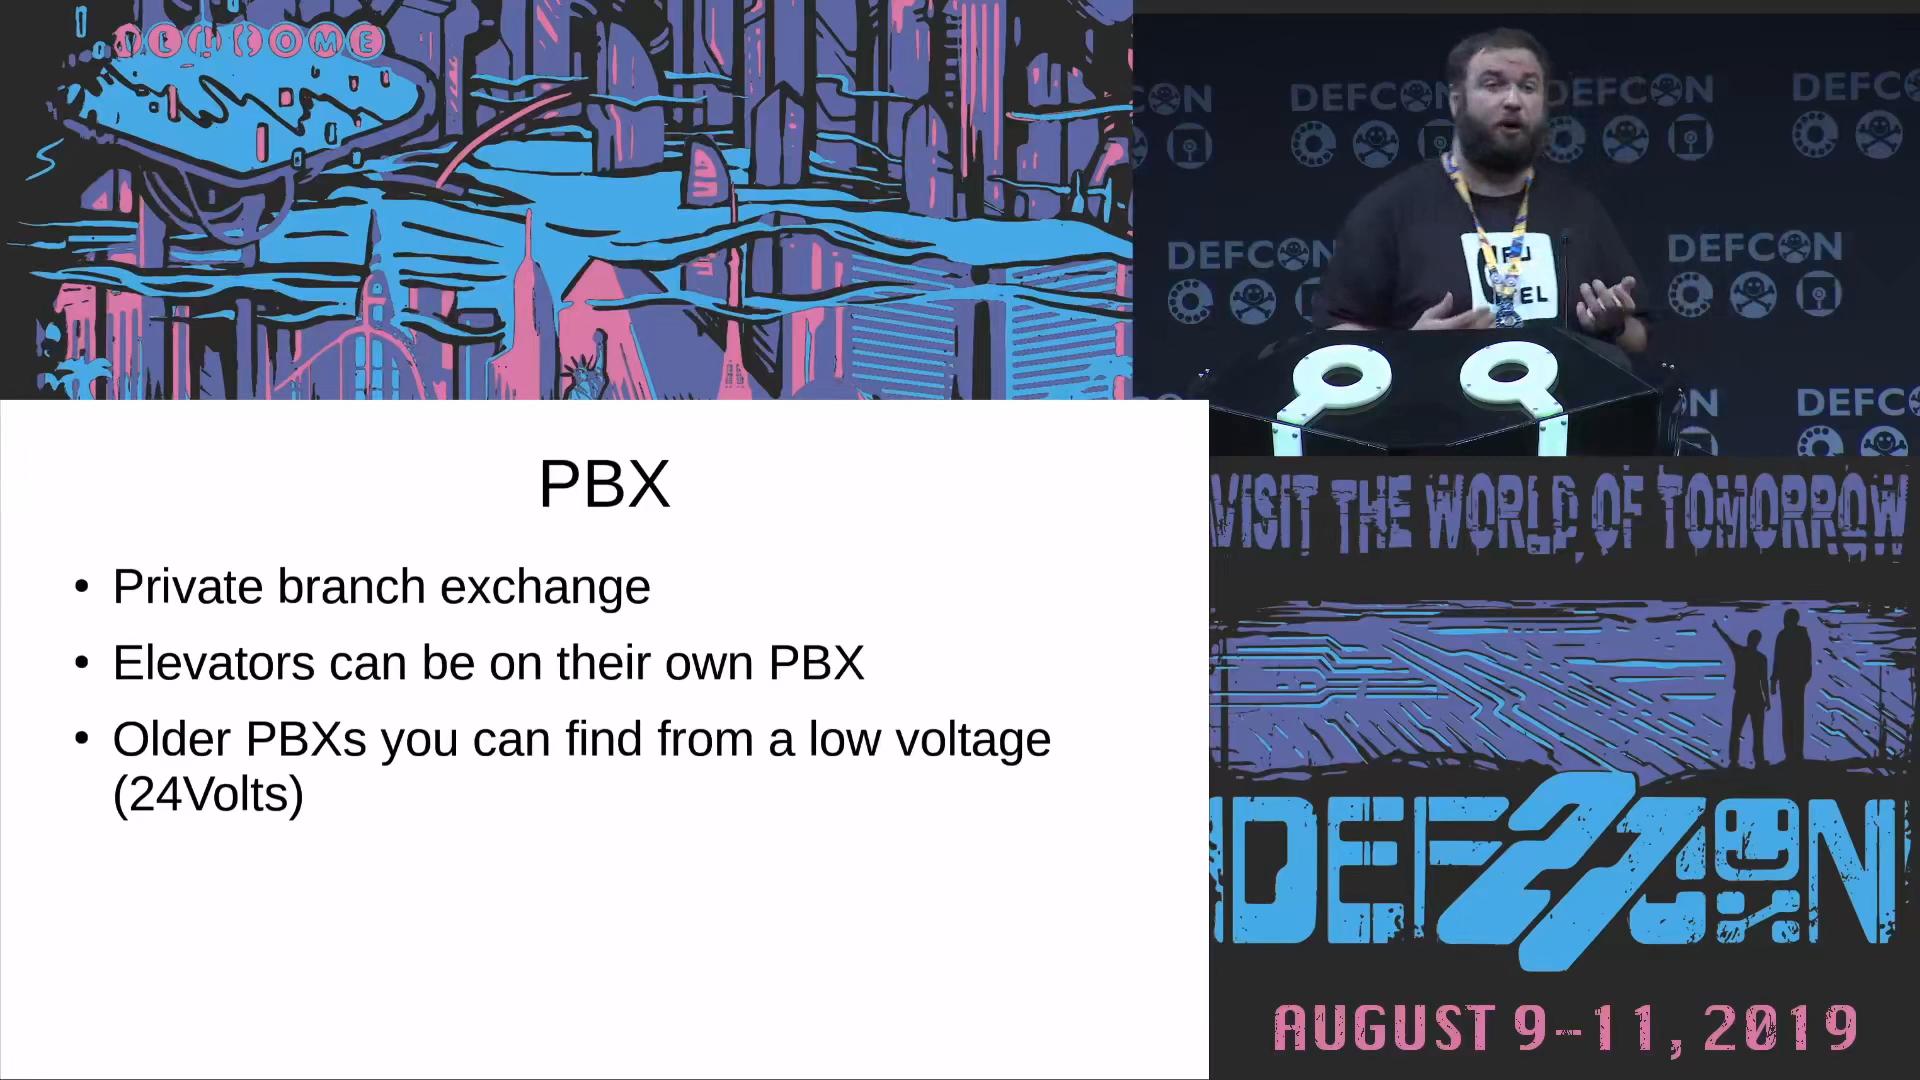 WELCOME
DEFCON
DEFCON
DEFCON
DEFCON
PBX
• Private branch exchange
• Elevators can be on their own PBX
• Older PBXs you can find from a low voltage
(24Volts)
VISIT THE WORLD OF TOMORROW
DEF 27 CON
AUGUST 9-11, 2019